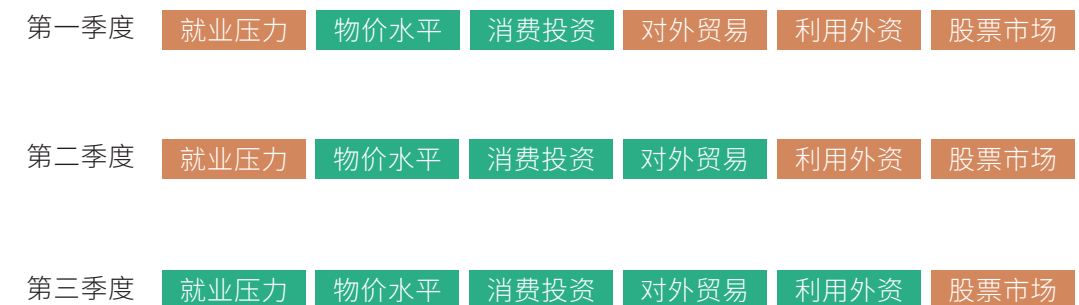 第一季度 就业压力 物价水平 消费投资 对外贸易 利用外资 股票市场
第二季度 就业压力 物价水平 消费投资 对外贸易 利用外资 股票市场
第三季度 就业压力 物价水平 消费投资 对外贸易 利用外资 股票市场